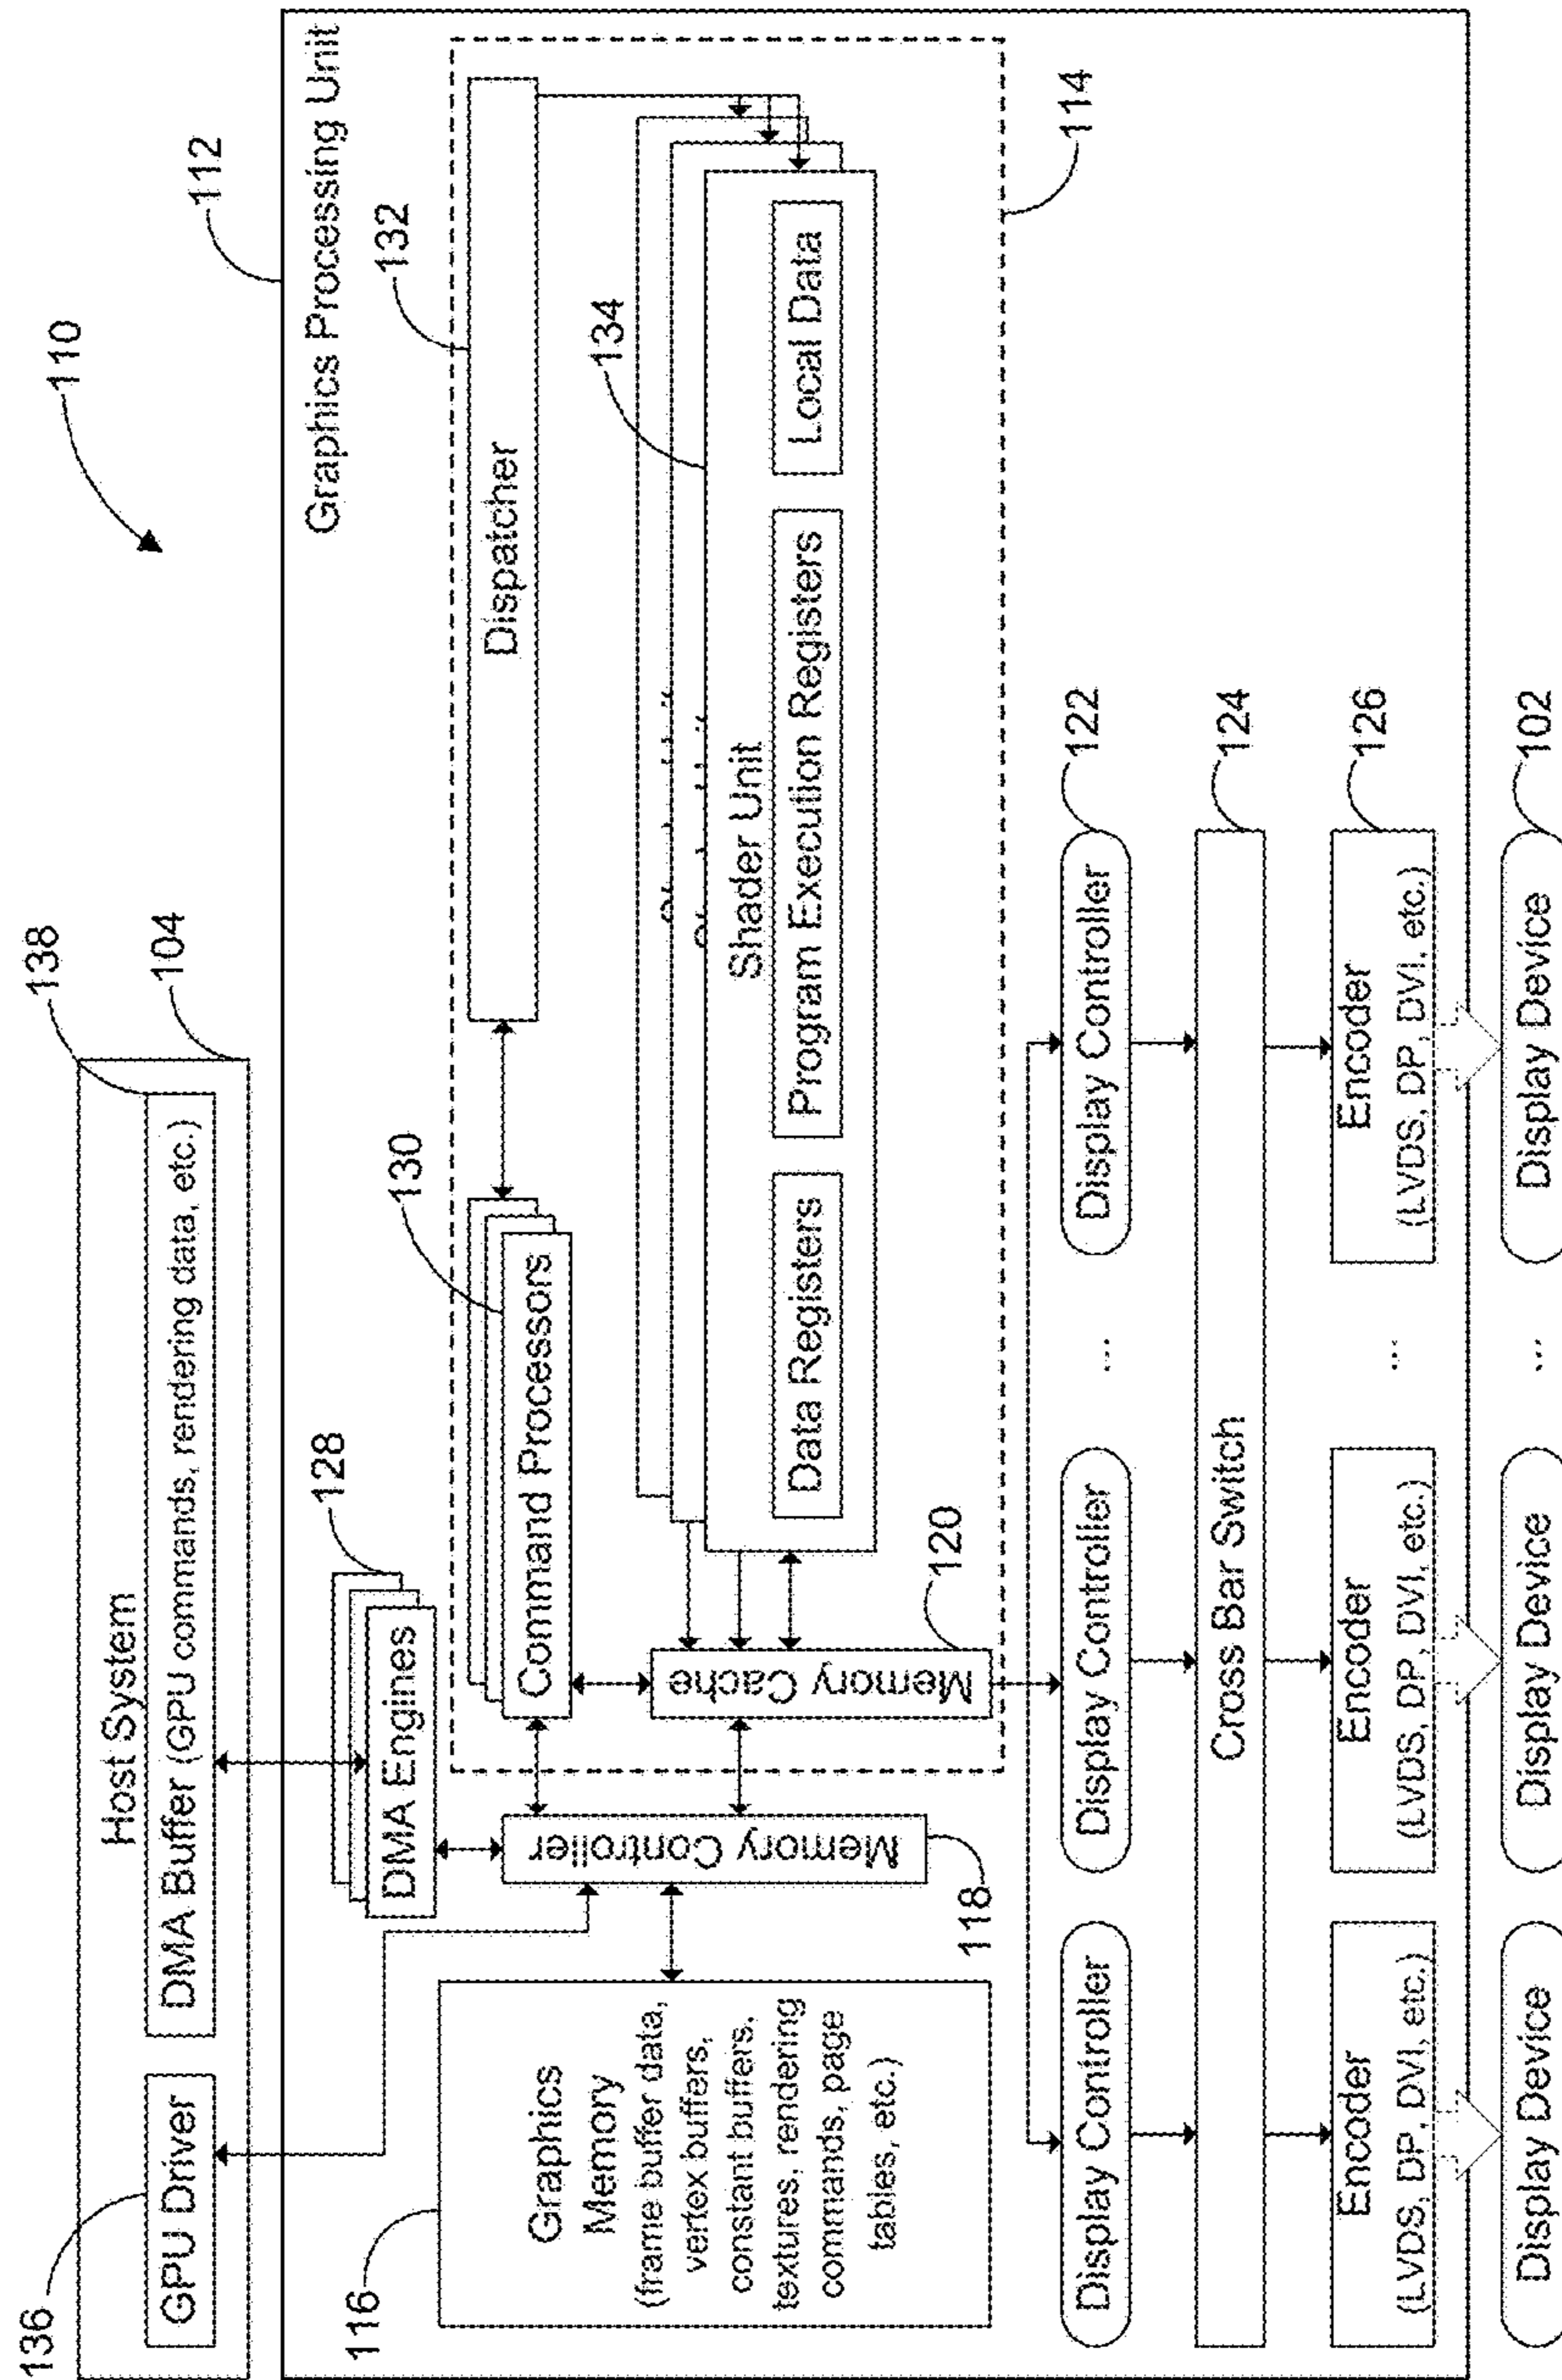 110
138
104
Host System
136
GPU Driver
DMA Buffer (GPU commands, rendering data, etc.)
112
Graphics Processing Unit
128
DMA Engines
130
132
Command Processors
Dispatcher
116
Graphics
Memory
(frame buffer data,
vertex buffers,
constant buffers,
textures, rendering
commands, page
tables, etc.)
Memory Controller
118
Memory Cache
120
134
Shader Unit
Data Registers
Program Execution Registers
Local Data
114
Display Controller
Display Controller
...
Display Controller
122
Cross Bar Switch
124
Encoder
(LVDS, DP, DVI, etc.)
Encoder
(LVDS, DP, DVI, etc.)
...
Encoder
(LVDS, DP, DVI, etc.)
126
Display Device
Display Device
...
Display Device
102